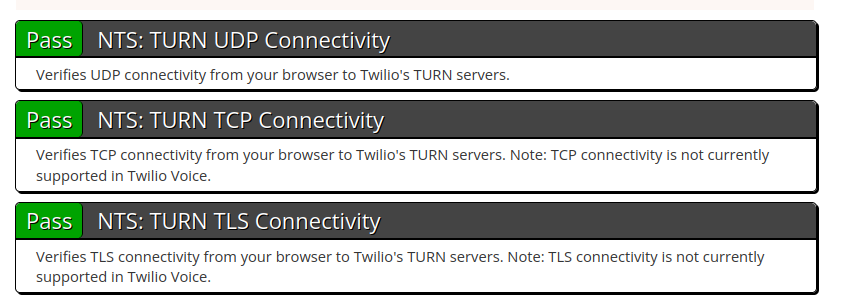 Pass NTS: TURN UDP Connectivity
Verifies UDP connectivity from your browser to Twilio's TURN servers.
Pass NTS: TURN TCP Connectivity
Verifies TCP connectivity from your browser to Twilio's TURN servers. Note: TCP connectivity is not currently
supported in Twilio Voice.
Pass NTS: TURN TLS Connectivity
Verifies TLS connectivity from your browser to Twilio's TURN servers. Note: TLS connectivity is not currently
supported in Twilio Voice.